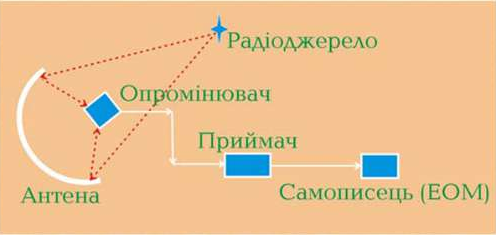 Радіоджерело
Опромінювач
Приймач
Антена
Самописець (ЕОМ)